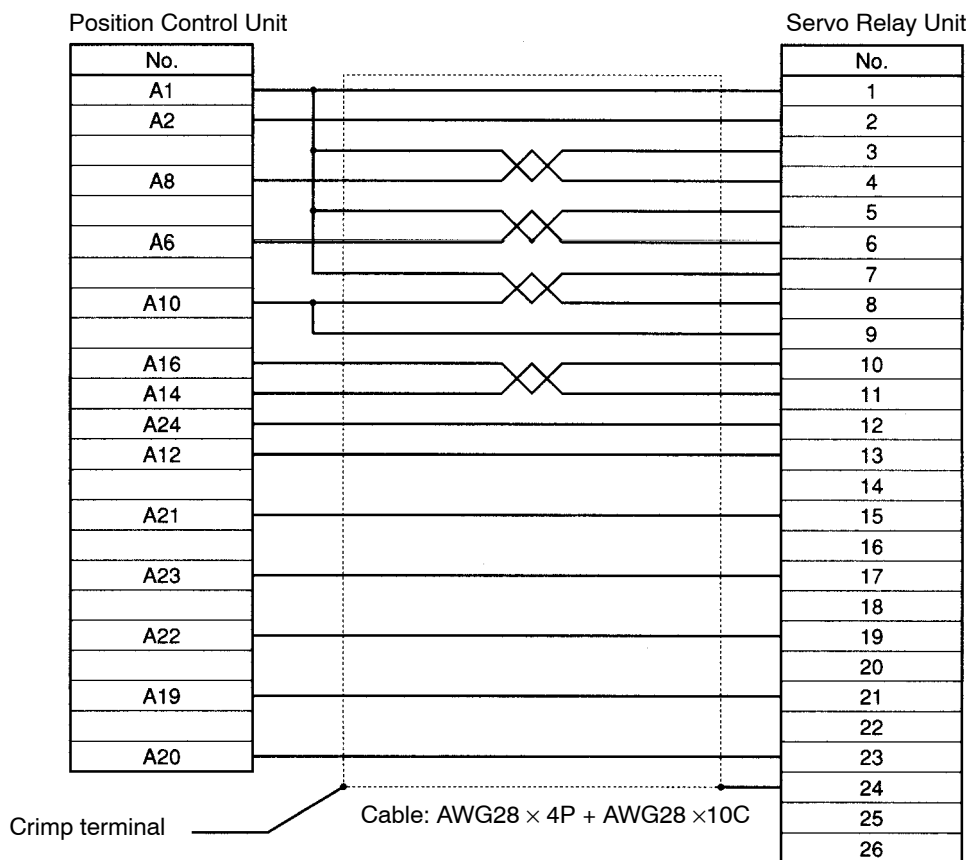 Position Control Unit Servo Relay Unit
No. No.
A1 1
A2 2
3
A8 4
5
A6 6
7
A10 8
9
A16 10
A14 11
A24 12
A12 13
14
A21 15
16
A23 17
18
A22 19
20
A19 21
22
A20 23
24
Crimp terminal Cable: AWG28 × 4P + AWG28 ×10C 25
26